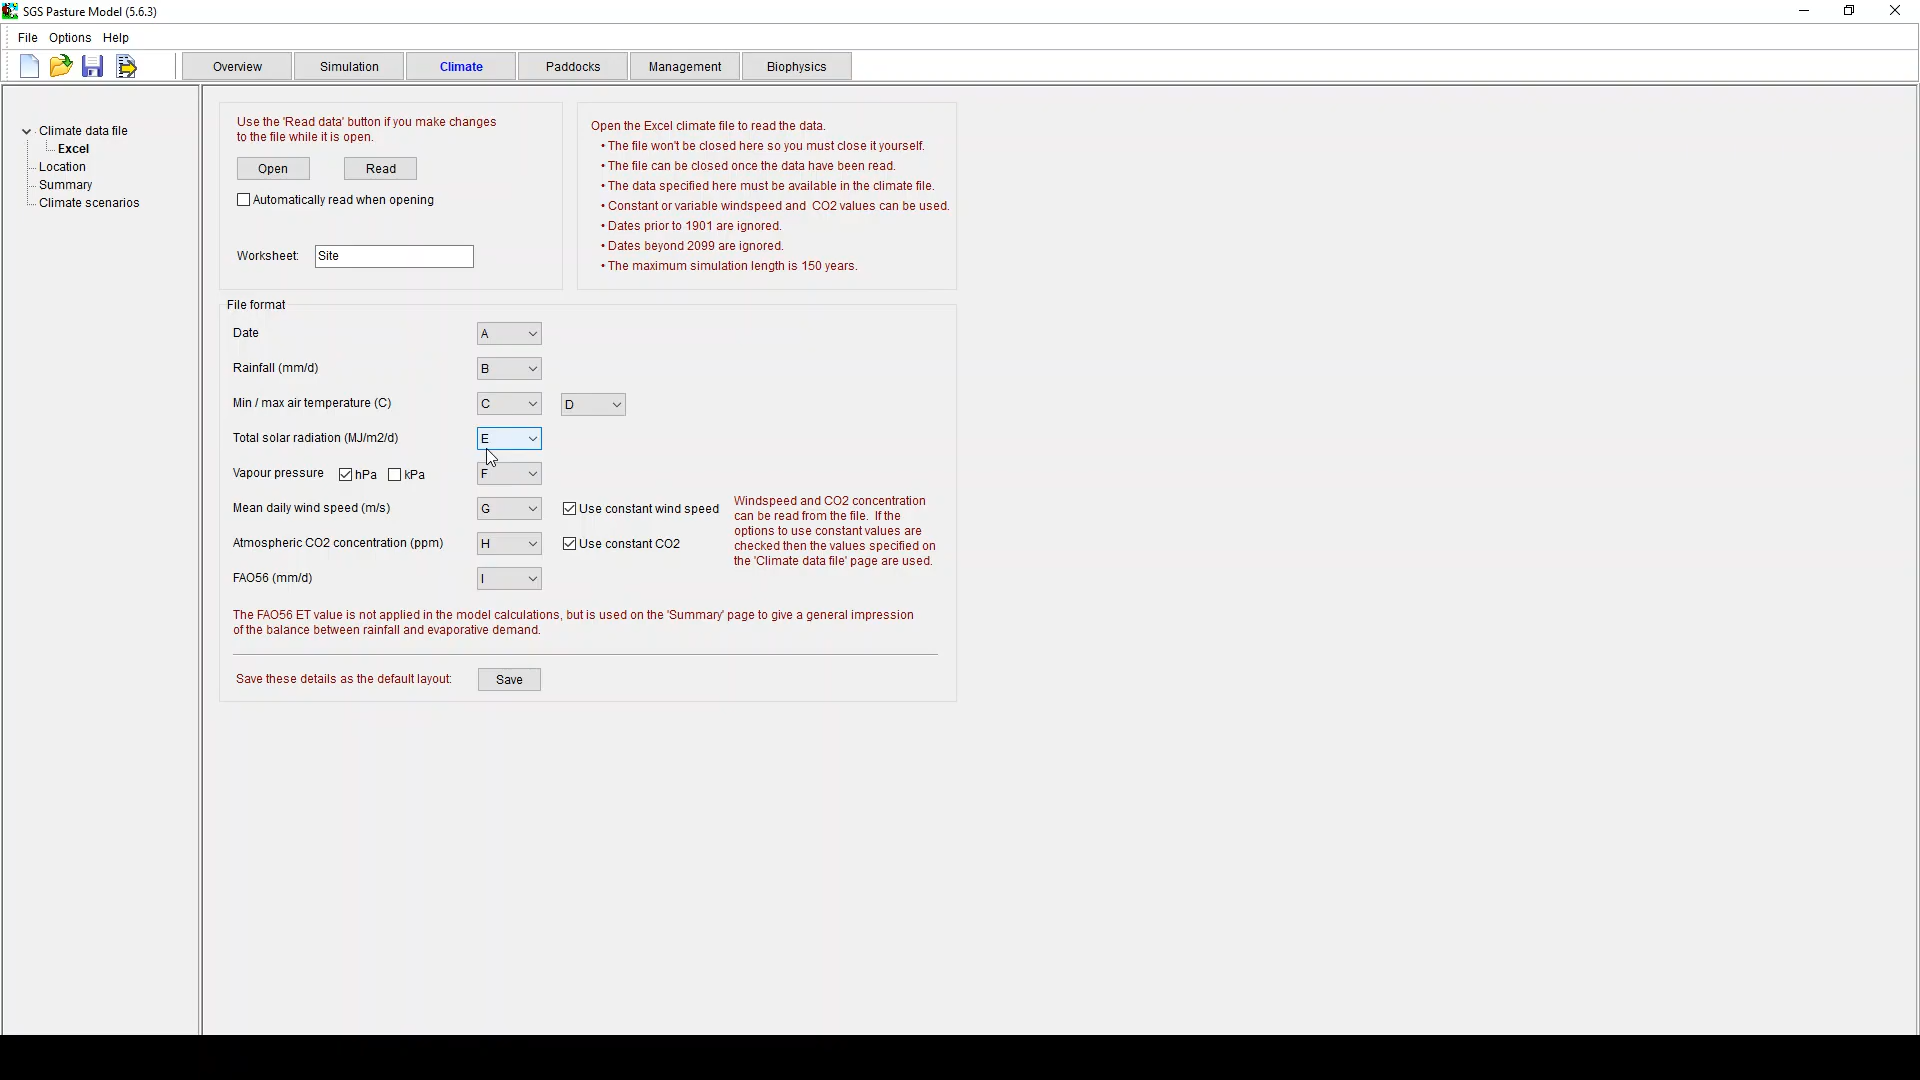 SGS Pasture Model (5.6.3)
File Options Help
Overview Simulation Climate Paddocks Management Biophysics
Climate data file
Excel
Location
Summary
Climate scenarios
Use the 'Read data' button if you make changes
to the file while it is open.
Open Read
Automatically read when opening
Worksheet: Site
Open the Excel climate file to read the data.
• The file won't be closed here so you must close it yourself.
• The file can be closed once the data have been read.
• The data specified here must be available in the climate file.
• Constant or variable windspeed and CO2 values can be used.
• Dates prior to 1901 are ignored.
• Dates beyond 2099 are ignored.
• The maximum simulation length is 150 years.
File format
Date A
Rainfall (mm/d) B
Min / max air temperature (C) C D
Total solar radiation (MJ/m2/d) E
Vapour pressure hPa kPa F
Mean daily wind speed (m/s) G Use constant wind speed
Atmospheric CO2 concentration (ppm) H Use constant CO2
FAO56 (mm/d) I
Windspeed and CO2 concentration
can be read from the file. If the
options to use constant values are
checked then the values specified on
the 'Climate data file' page are used.
The FAO56 ET value is not applied in the model calculations, but is used on the 'Summary' page to give a general impression
of the balance between rainfall and evaporative demand.
Save these details as the default layout: Save